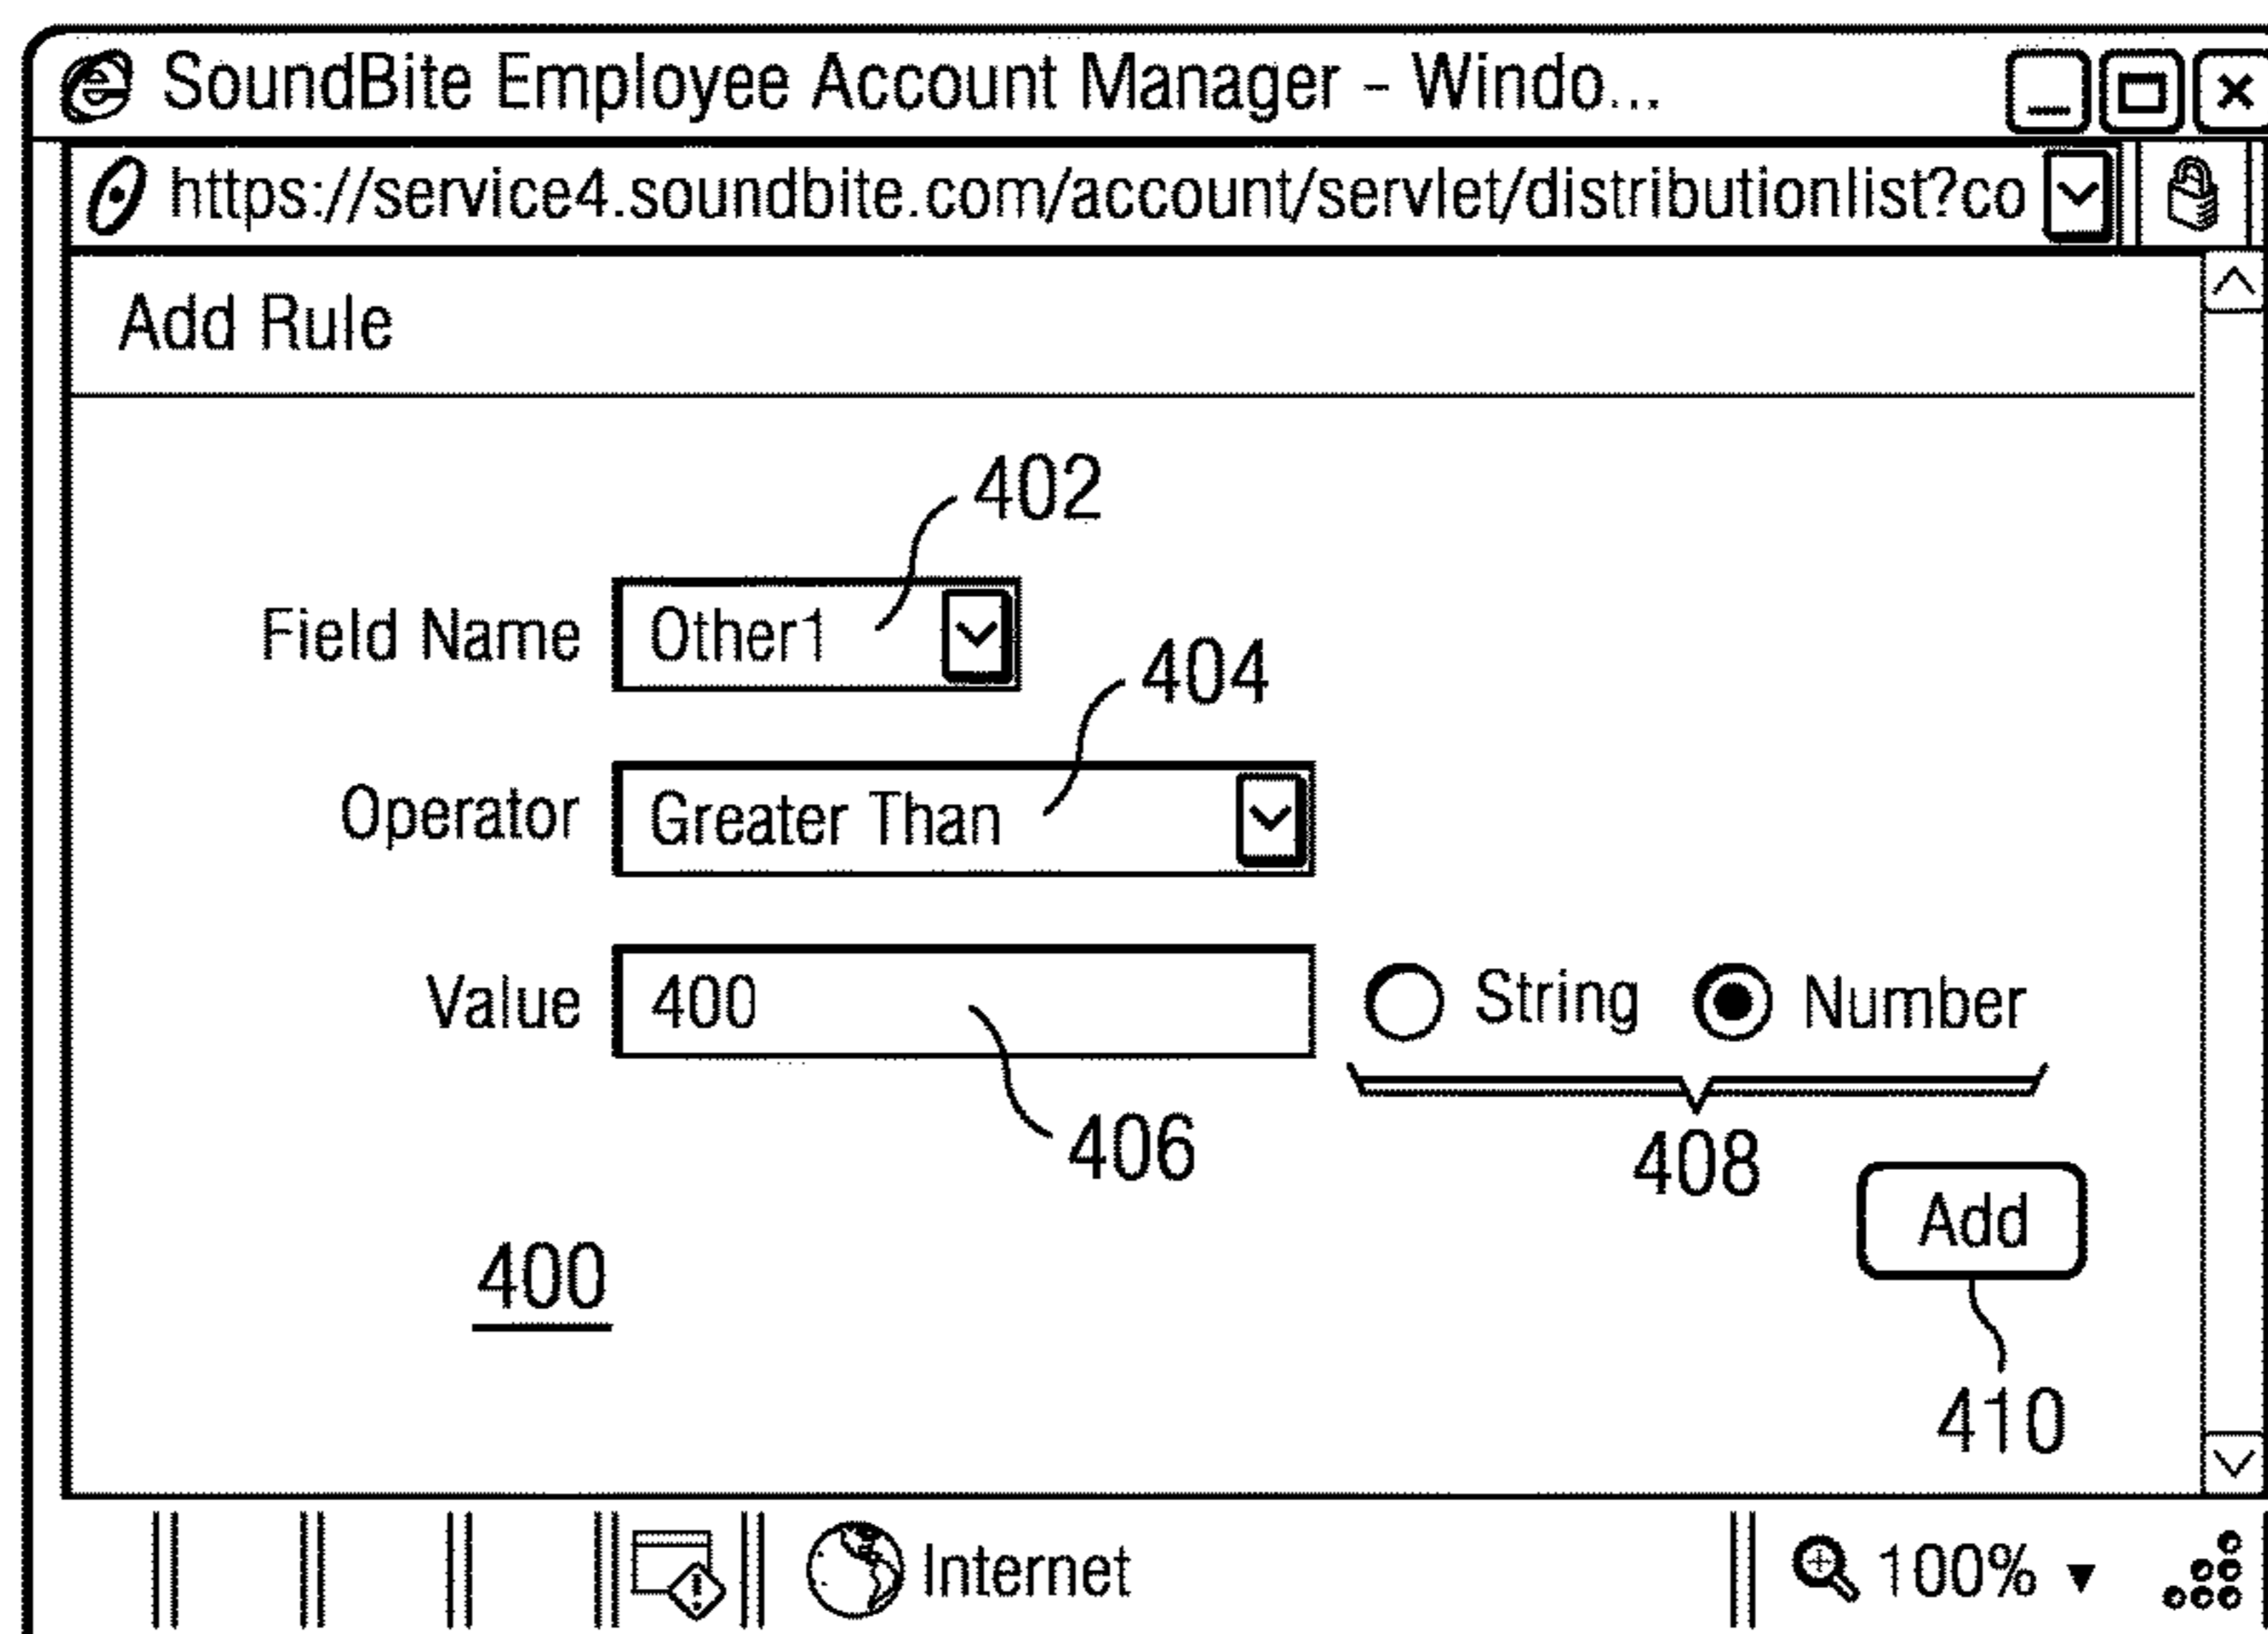 SoundBite Employee Account Manager - Windo...
https://service4.soundbite.com/account/servlet/distributionlist?co
Add Rule
402
Field Name Other1
404
Operator Greater Than
Value 400 String Number
406
408
Add
400
410
Internet 100%